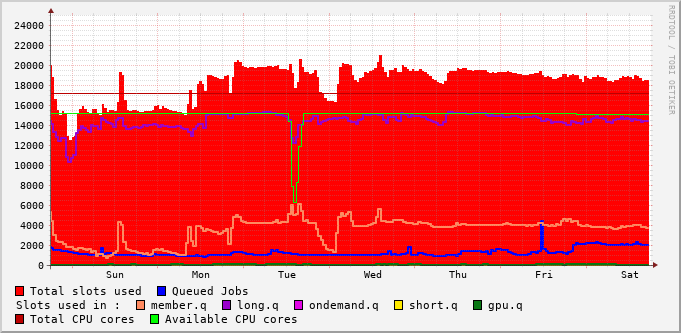 RRDTOOL / TOBI OETIKER
24000
22000
20000
18000
16000
14000
12000
10000
8000
6000
4000
2000
0
Sun Mon Tue Wed Thu Fri Sat
Total slots used Queued Jobs
Slots used in : member.q long.q ondemand.q short.q gpu.q
Total CPU cores Available CPU cores